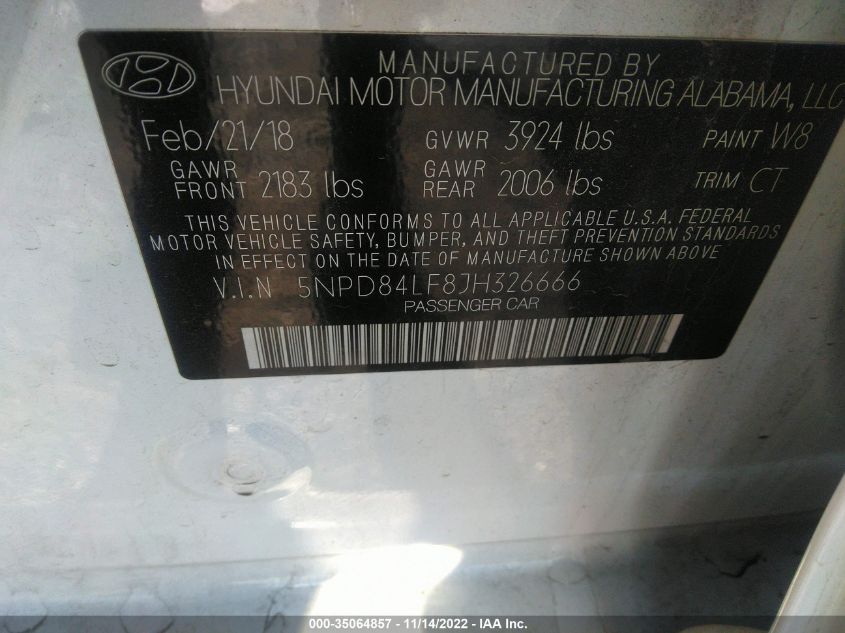 MANUFACTURED BY
HYUNDAI MOTOR MANUFACTURING ALABAMA, LLC
Feb/21/18 GVWR 3924 lbs PAINT W8
GAWR FRONT 2183 lbs GAWR REAR 2006 lbs TRIM CT
THIS VEHICLE CONFORMS TO ALL APPLICABLE U.S.A. FEDERAL
MOTOR VEHICLE SAFETY, BUMPER, AND THEFT PREVENTION STANDARDS
IN EFFECT ON THE DATE OF MANUFACTURE SHOWN ABOVE
V.I.N 5NPD84LF8JH326666
PASSENGER CAR
000-35064857 - 11/14/2022 - IAA Inc.